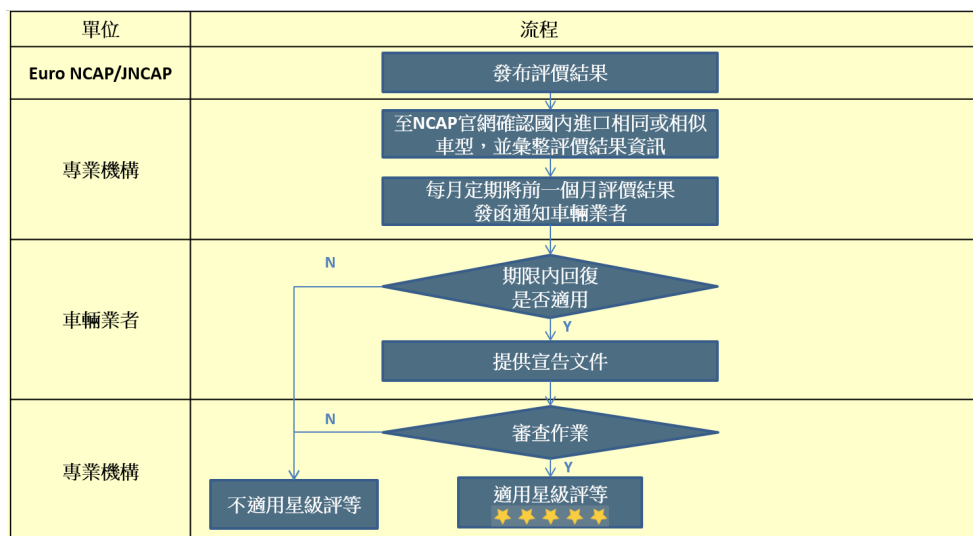 單位
流程
Euro NCAP/JNCAP
發布評價結果
專業機構
至NCAP官網確認國內進口相同或相似
車型，並彙整評價結果資訊
每月定期將前一個月評價結果
發函通知車輛業者
車輛業者
期限內回復
是否適用
N
Y
提供宣告文件
專業機構
審查作業
N
Y
不適用星級評等
適用星級評等